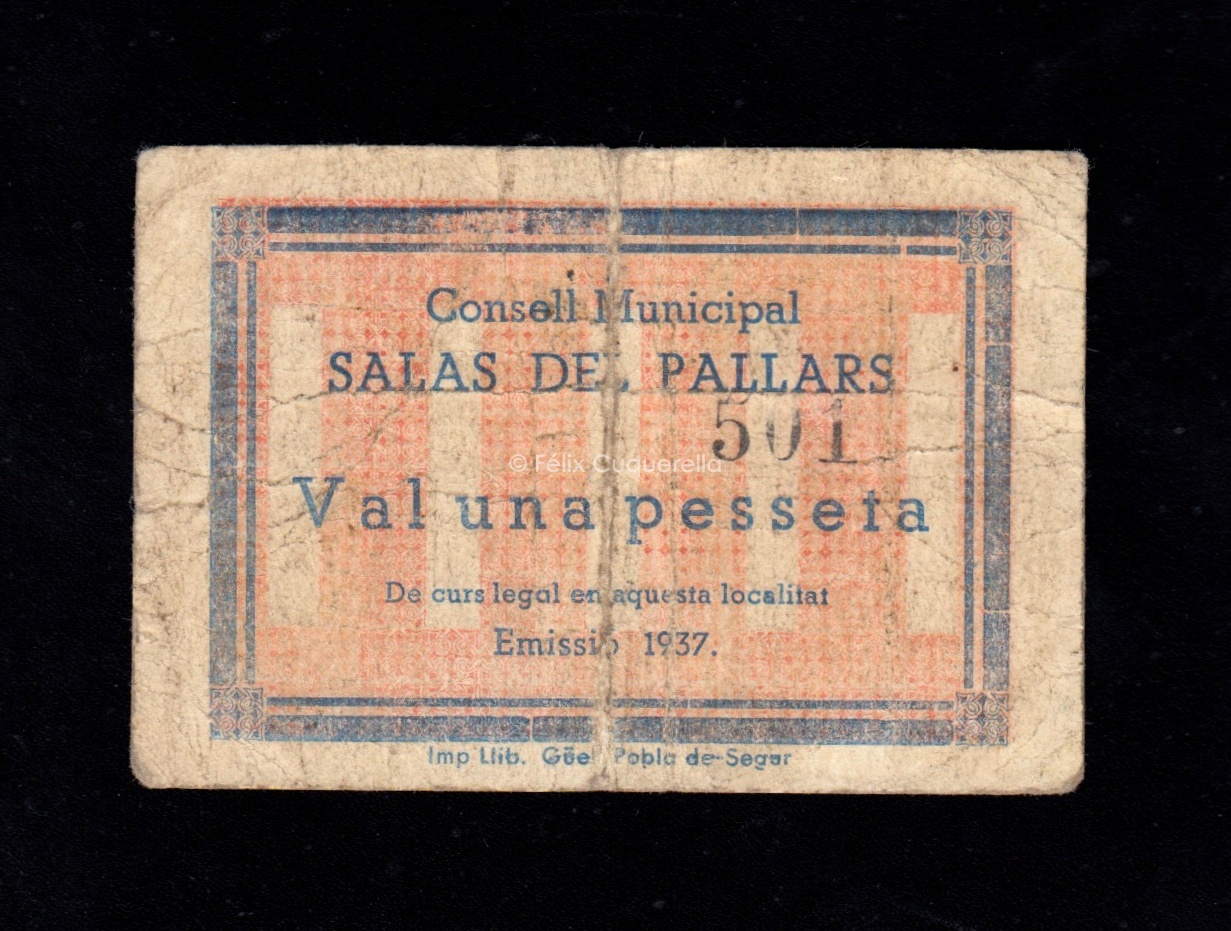 Consell Municipal
SALAS DEL PALLARS
501
© Félix Cuquerella
Val una pesseta
De curs legal en aquesta localitat
Emissió 1937.
Imp Llib. Güell Pobla de-Segur